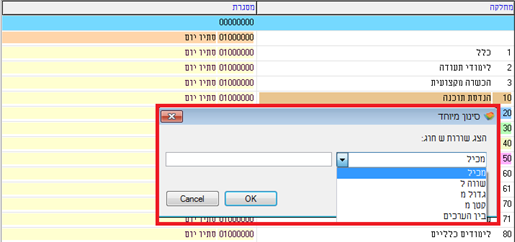 מחלקה מסגרת
00000000
01000000 סתיו יום
1 כלל 01000000 סתיו יום
2 לימודי תעודה 01000000 סתיו יום
3 הכשרה מקצועית 01000000 סתיו יום
10 הנדסת תוכנה 01000000 סתיו יום
20
30
40
50
60
61
70
71 01000000 סתיו יום
80 לימודים כלליים 01000000 סתיו יום
סינון מיוחד
הצג שורות ש חוג:
מכיל
מכיל
שווה ל
גדול מ
קטן מ
בין הערכים
OK Cancel